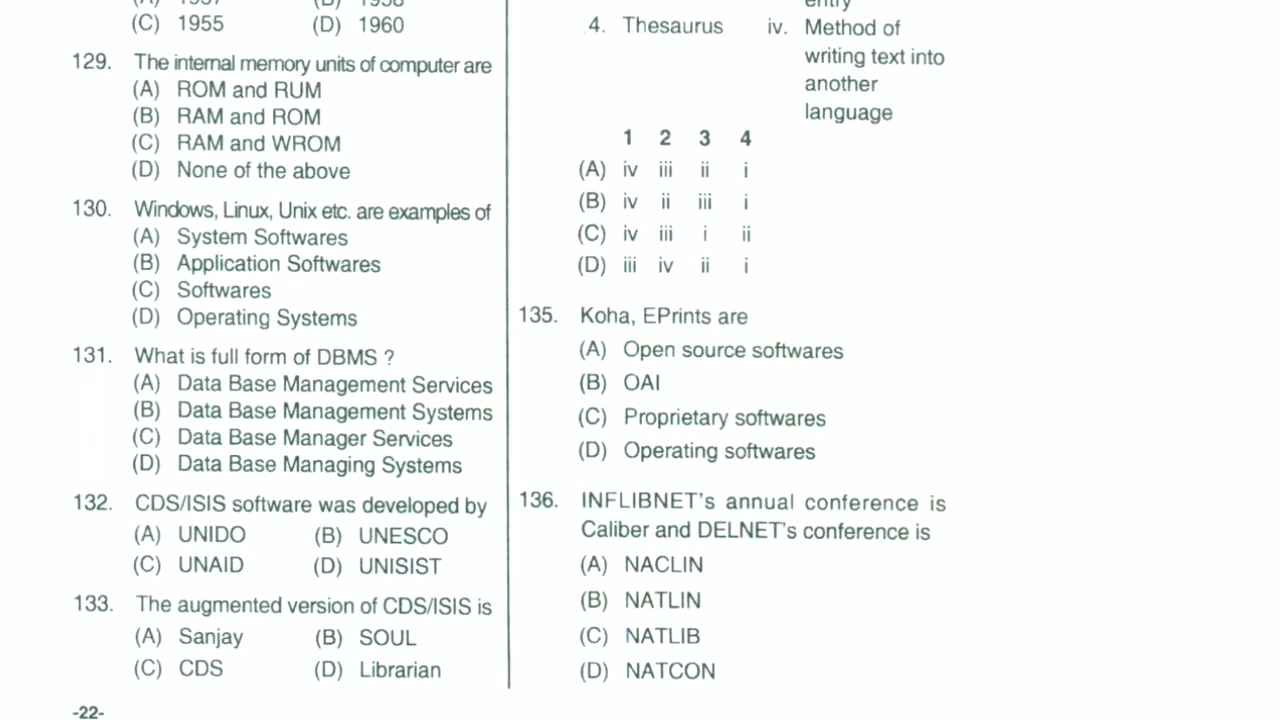 (C) 1955 (D) 1960
129. The internal memory units of computer are
(A) ROM and RUM
(B) RAM and ROM
(C) RAM and WROM
(D) None of the above
130. Windows, Linux, Unix etc. are examples of
(A) System Softwares
(B) Application Softwares
(C) Softwares
(D) Operating Systems
131. What is full form of DBMS ?
(A) Data Base Management Services
(B) Data Base Management Systems
(C) Data Base Manager Services
(D) Data Base Managing Systems
132. CDS/ISIS software was developed by
(A) UNIDO (B) UNESCO
(C) UNAID (D) UNISIST
133. The augmented version of CDS/ISIS is
(A) Sanjay (B) SOUL
(C) CDS (D) Librarian
-22-
entry
4. Thesaurus iv. Method of
writing text into
another
language
1 2 3 4
(A) iv iii ii i
(B) iv ii iii i
(C) iv iii i ii
(D) iii iv ii i
135. Koha, EPrints are
(A) Open source softwares
(B) OAI
(C) Proprietary softwares
(D) Operating softwares
136. INFLIBNET's annual conference is
Caliber and DELNET's conference is
(A) NACLIN
(B) NATLIN
(C) NATLIB
(D) NATCON